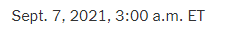 Sept. 7, 2021, 3:00 a.m. ET